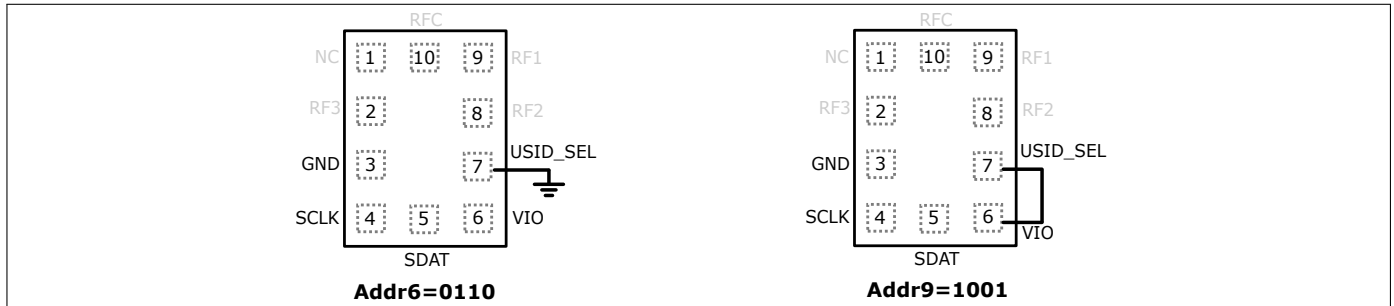 RFC RFC
NC 1 10 9 RF1 NC 1 10 9 RF1
RF3 2 8 RF2 RF3 2 8 RF2
GND 3 7 USID_SEL GND 3 7 USID_SEL
SCLK 4 5 6 VIO SCLK 4 5 6 VIO
SDAT SDAT
Addr6=0110 Addr9=1001